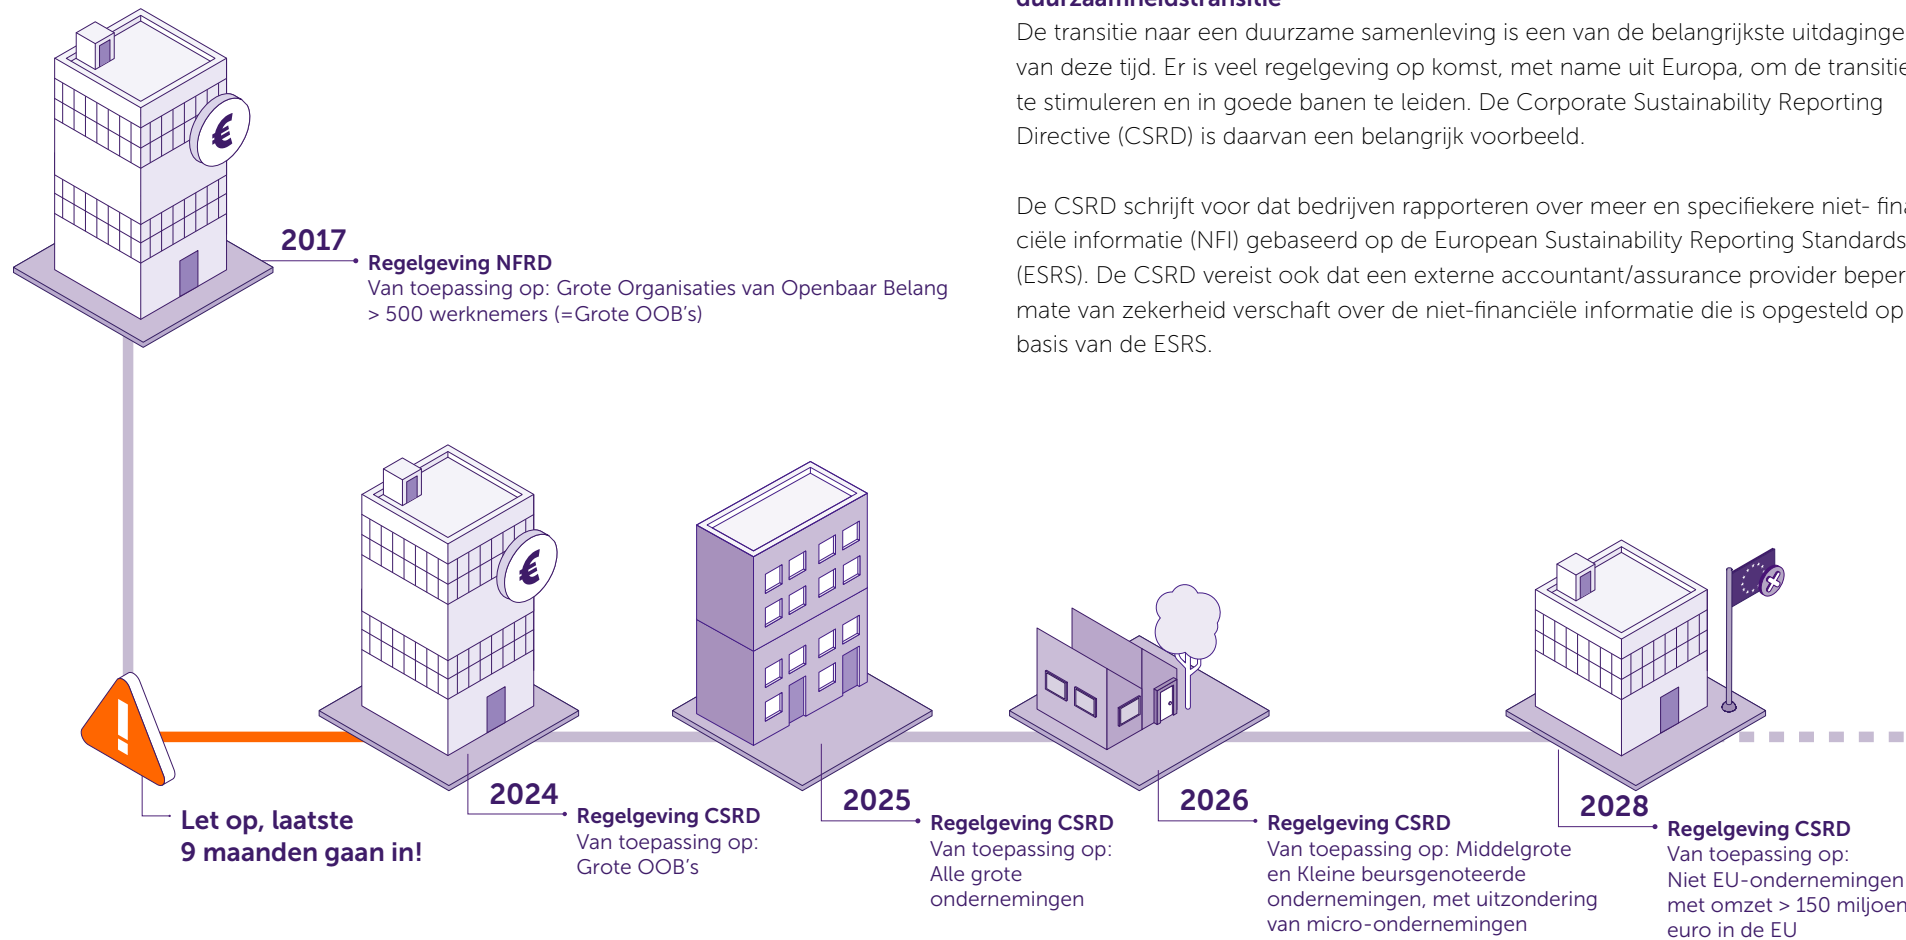 duurzaamheidstransitie
De transitie naar een duurzame samenleving is een van de belangrijkste uitdaginge
van deze tijd. Er is veel regelgeving op komst, met name uit Europa, om de transitie
te stimuleren en in goede banen te leiden. De Corporate Sustainability Reporting
Directive (CSRD) is daarvan een belangrijk voorbeeld.
De CSRD schrijft voor dat bedrijven rapporteren over meer en specifiekere niet- fina
ciële informatie (NFI) gebaseerd op de European Sustainability Reporting Standards
(ESRS). De CSRD vereist ook dat een externe accountant/assurance provider beper
mate van zekerheid verschaft over de niet-financiële informatie die is opgesteld op
basis van de ESRS.
€
2017
Regelgeving NFRD
Van toepassing op: Grote Organisaties van Openbaar Belang
> 500 werknemers (=Grote OOB's)
!
Let op, laatste
9 maanden gaan in!
€
2024
Regelgeving CSRD
Van toepassing op:
Grote OOB's
2025
Regelgeving CSRD
Van toepassing op:
Alle grote
ondernemingen
2026
Regelgeving CSRD
Van toepassing op: Middelgrote
en Kleine beursgenoteerde
ondernemingen, met uitzondering
van micro-ondernemingen
2028
Regelgeving CSRD
Van toepassing op:
Niet EU-ondernemingen
met omzet > 150 miljoen
euro in de EU